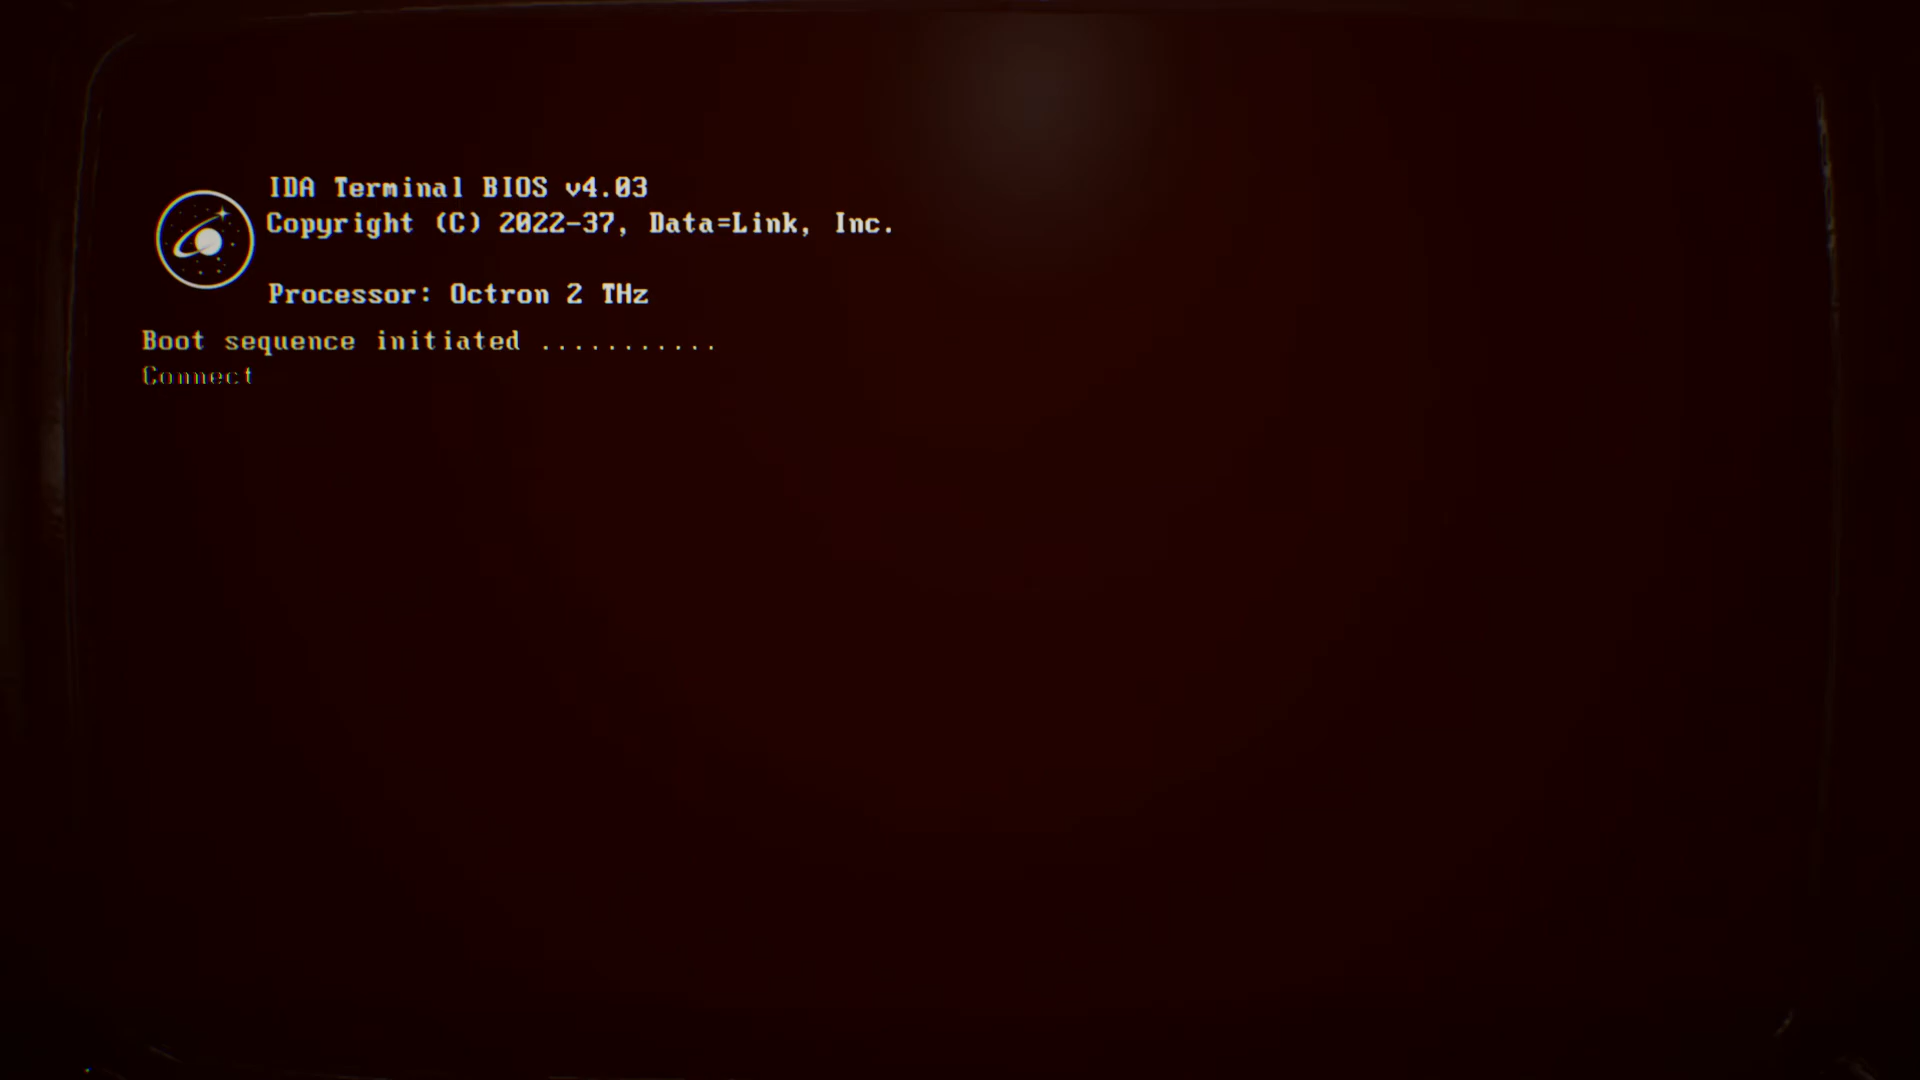 IDA Terminal BIOS v4.03
Copyright (C) 2022-37, Data=Link, Inc.
Processor: Octron 2 THz
Boot sequence initiated ...........
Connect